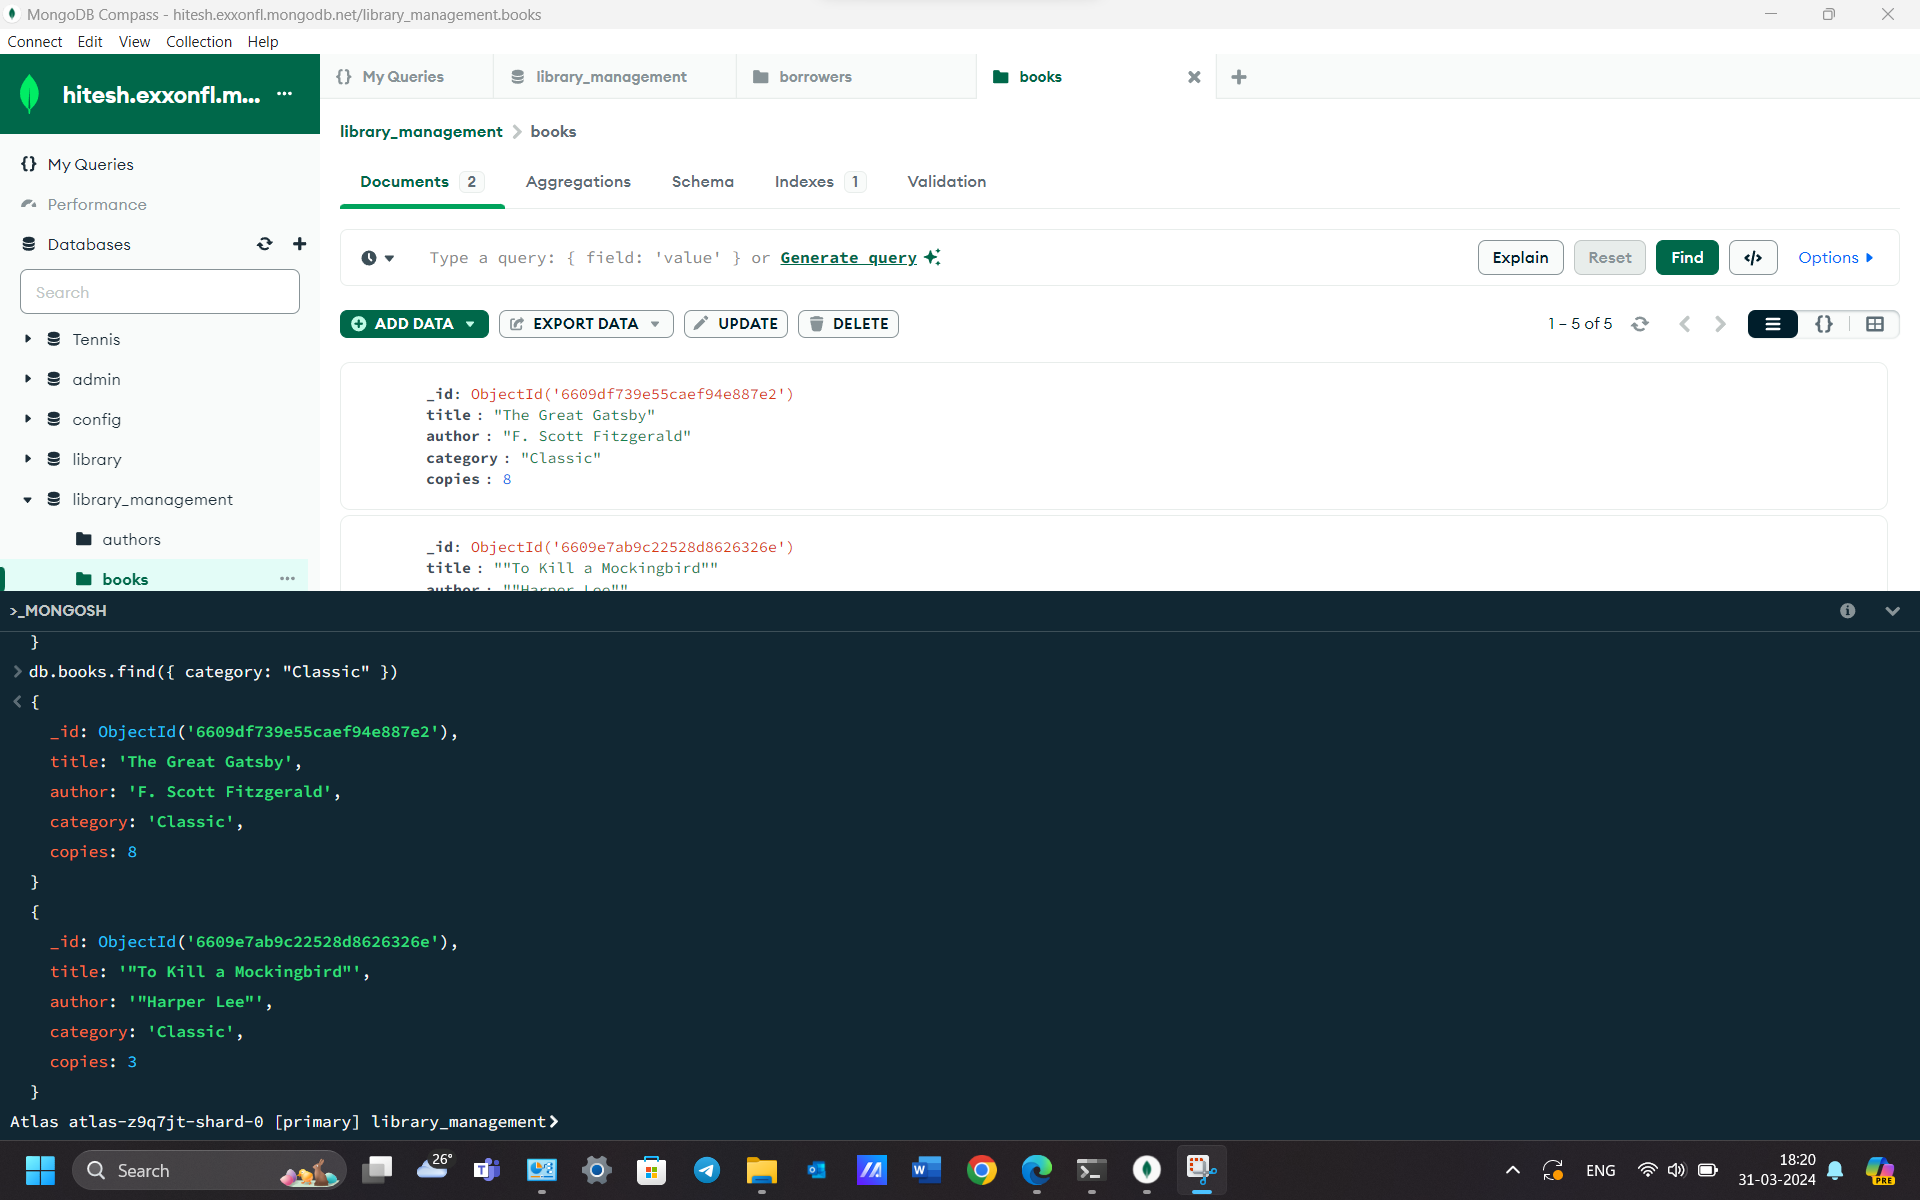 MongoDB Compass - hitesh.exxonfl.mongodb.net/library_management.books
Connect Edit View Collection Help
hitesh.exxonfl.m... ...
{} My Queries
library_management
borrowers
books
My Queries
Performance
Databases
Search
Tennis
admin
config
library
library_management
authors
books ...
library_management > books
Documents 2 Aggregations Schema Indexes 1 Validation
Type a query: { field: 'value' } or Generate query
Explain Reset Find </> Options
ADD DATA EXPORT DATA UPDATE DELETE 1 – 5 of 5 {}
_id: ObjectId('6609df739e55caef94e887e2')
title : "The Great Gatsby"
author : "F. Scott Fitzgerald"
category : "Classic"
copies : 8
_id: ObjectId('6609e7ab9c22528d8626326e')
title : ""To Kill a Mockingbird""
author : ""Harper Lee""
>_MONGOSH
}
> db.books.find({ category: "Classic" })
< {
_id: ObjectId('6609df739e55caef94e887e2'),
title: 'The Great Gatsby',
author: 'F. Scott Fitzgerald',
category: 'Classic',
copies: 8
}
{
_id: ObjectId('6609e7ab9c22528d8626326e'),
title: '"To Kill a Mockingbird"',
author: '"Harper Lee"',
category: 'Classic',
copies: 3
}
Atlas atlas-z9q7jt-shard-0 [primary] library_management>
Search
26°
ENG
18:20
31-03-2024
PRE